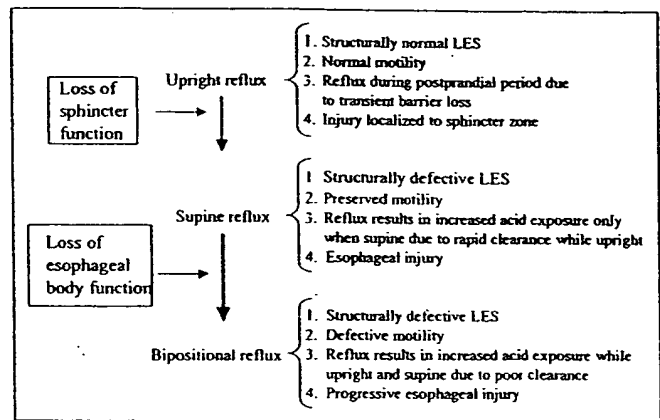 1. Structurally normal LES
2. Normal motility
3. Reflux during postprandial period due
to transient barrier loss
4. Injury localized to sphincter zone
Upright reflux
Loss of
sphincter
function
1 Structurally defective LES
2. Preserved motility
3. Reflux results in increased acid exposure only
when supine due to rapid clearance while upright
4. Esophageal injury
Supine reflux
Loss of
esophageal
body function
1. Structurally defective LES
2. Defective motility
3. Reflux results in increased acid exposure while
upright and supine due to poor clearance
4. Progressive esophageal injury
Bipositional reflux